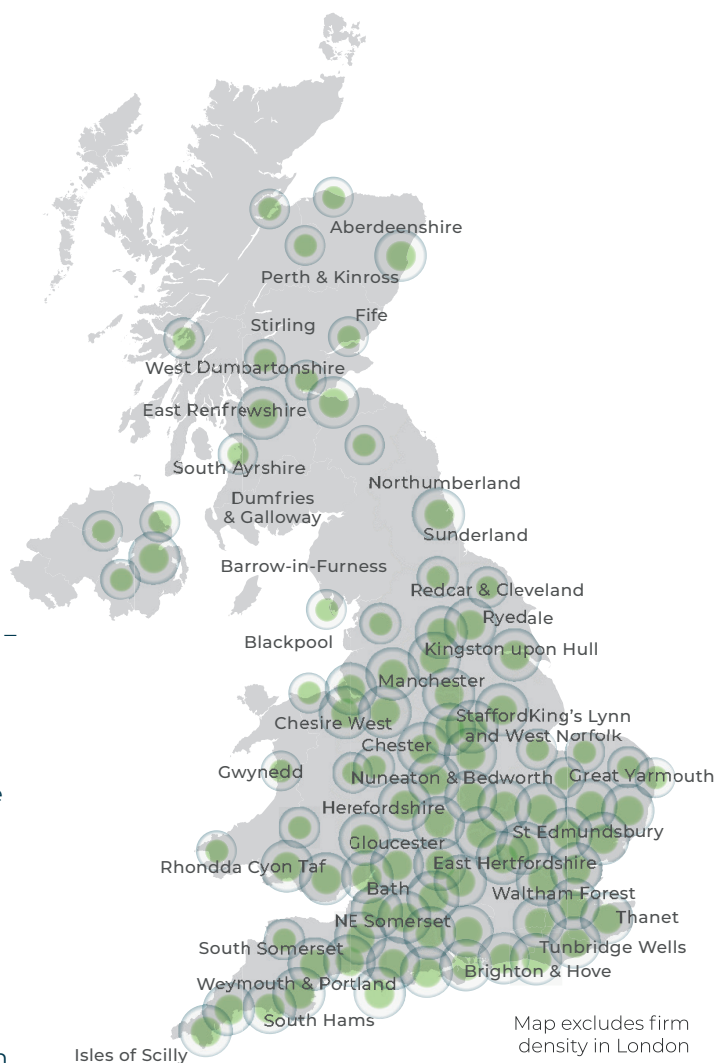 Aberdeenshire
Perth & Kinross
Fife
Stirling
West Dumbartonshire
East Renfrewshire
South Ayrshire
Northumberland
Dumfries
& Galloway
Sunderland
Barrow-in-Furness
Redcar & Cleveland
Ryedale
–
Blackpool
Kingston upon Hull
Manchester
StaffordKing's Lynn
Chesire West
and West Norfolk
Chester
Gwynedd
Nuneaton & Bedworth
Great Yarmouth
e
Herefordshire
St Edmundsbury
Gloucester
East Hertfordshire
Rhondda Cyon Taf
Bath
Waltham Forest
NE Somerset
Thanet
South Somerset
Tunbridge Wells
Brighton & Hove
Weymouth & Portland
South Hams
Map excludes firm
density in London
Isles of Scilly
n